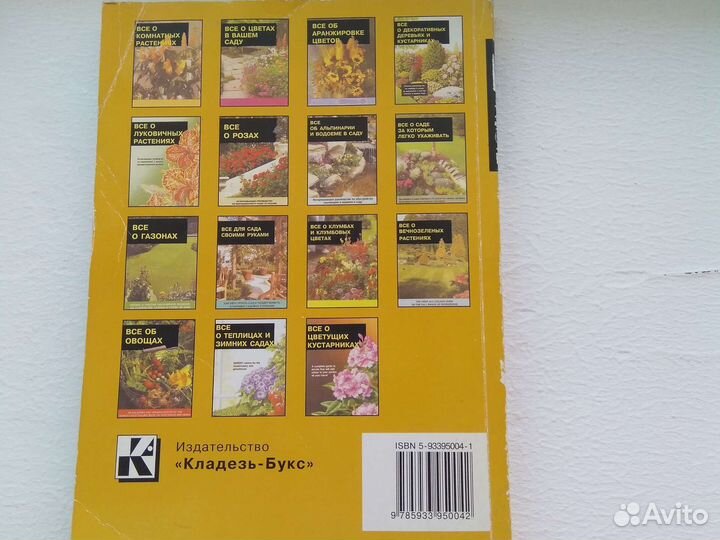 ВСЕ О
КОМНАТНЫХ
РАСТЕНИЯХ
ВСЕ О ЦВЕТАХ
В ВАШЕМ
САДУ
ВСЕ ОБ
АРАНЖИРОВКЕ
ЦВЕТОВ
ВСЕ
О ДЕКОРАТИВНЫХ
ДЕРЕВЬЯХ И
КУСТАРНИКАХ
ВСЕ О
ЛУКОВИЧНЫХ
РАСТЕНИЯХ
ВСЕ
О РОЗАХ
ВСЕ
ОБ АЛЬПИНАРИИ
И ВОДОЕМЕ В САДУ
ВСЕ О САДЕ
ЗА КОТОРЫМ
ЛЕГКО УХАЖИВАТЬ
ВСЕ
О ГАЗОНАХ
ВСЕ ДЛЯ САДА
СВОИМИ РУКАМИ
ВСЕ О КЛУМБАХ
И КЛУМБОВЫХ
ЦВЕТАХ
ВСЕ О
ВЕЧНОЗЕЛЕНЫХ
РАСТЕНИЯХ
ВСЕ ОБ
ОВОЩАХ
ВСЕ
О ТЕПЛИЦАХ И
ЗИМНИХ САДАХ
ВСЕ О
ЦВЕТУЩИХ
КУСТАРНИКАХ
К
Издательство
«Кладезь-Букс»
ISBN 5-93395004-1
9 785933 950042
Avito